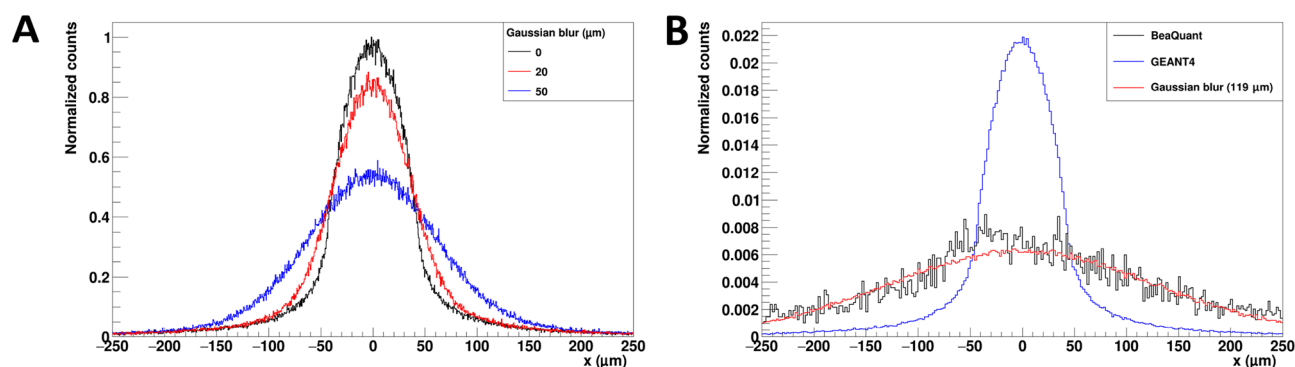 A
Normalized counts
1
0.8
0.6
0.4
0.2
0
Gaussian blur (μm)
0
20
50
−250 −200 −150 −100 −50 0 50 100 150 200 250
x (μm)
B
Normalized counts
0.022
0.02
0.018
0.016
0.014
0.012
0.01
0.008
0.006
0.004
0.002
0
BeaQuant
GEANT4
Gaussian blur (119 μm)
−250 −200 −150 −100 −50 0 50 100 150 200 250
x (μm)